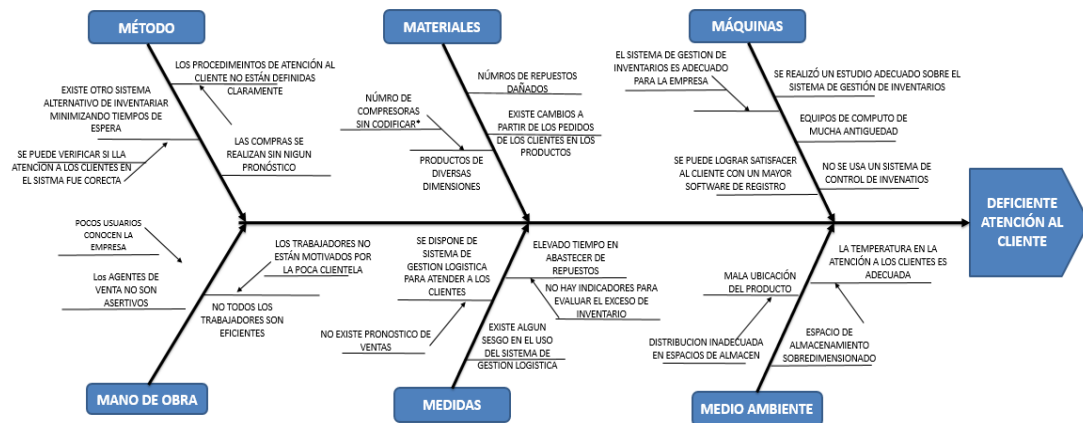 MÉTODO
MATERIALES
MÁQUINAS
LOS PROCEDIMEINTOS DE ATENCIÓN AL
CLIENTE NO ESTÁN DEFINIDAS
CLARAMENTE
EXISTE OTRO SISTEMA
ALTERNATIVO DE INVENTARIAR
MINIMIZANDO TIEMPOS DE
ESPERA
LAS COMPRAS SE
REALIZAN SIN NIGUN
PRONÓSTICO
SE PUEDE VERIFICAR SI LLA
ATENCIÓN A LOS CLIENTES EN
EL SISTMA FUE CORECTA
NÚMROS DE REPUESTOS
DAÑADOS
NÚMRO DE
COMPRESORAS
SIN CODIFICAR*
EXISTE CAMBIOS A
PARTIR DE LOS PEDIDOS
DE LOS CLIENTES EN LOS
PRODUCTOS
PRODUCTOS DE
DIVERSAS
DIMENSIONES
EL SISTEMA DE GESTION DE
INVENTARIOS ES ADECUADO
PARA LA EMPRESA
SE REALIZÓ UN ESTUDIO ADECUADO SOBRE EL
SISTEMA DE GESTIÓN DE INVENTARIOS
EQUIPOS DE COMPUTO DE
MUCHA ANTIGUEDAD
SE PUEDE LOGRAR SATISFACER
AL CLIENTE CON UN MAYOR
SOFTWARE DE REGISTRO
NO SE USA UN SISTEMA DE
CONTROL DE INVENATIOS
DEFICIENTE
ATENCIÓN AL
CLIENTE
POCOS USUARIOS
CONOCEN LA
EMPRESA
LOS TRABAJADORES NO
ESTÁN MOTIVADOS POR
LA POCA CLIENTELA
LOs AGENTES DE
VENTA NO SON
ASERTIVOS
NO TODOS LOS
TRABAJADORES SON
EFICIENTES
SE DISPONE DE
SISTEMA DE
GESTION LOGISTICA
PARA ATENDER A LOS
CLIENTES
ELEVADO TIEMPO EN
ABASTECER DE
REPUESTOS
NO HAY INDICADORES PARA
EVALUAR EL EXCESO DE
INVENTARIO
NO EXISTE PRONOSTICO DE
VENTAS
EXISTE ALGUN
SESGO EN EL USO
DEL SISTEMA DE
GESTION LOGISTICA
LA TEMPERATURA EN LA
ATENCIÓN A LOS CLIENTES ES
ADECUADA
MALA UBICACIÓN
DEL PRODUCTO
DISTRIBUCION INADECUADA
EN ESPACIOS DE ALMACEN
ESPACIO DE
ALMACENAMIENTO
SOBREDIMENSIONADO
MANO DE OBRA
MEDIDAS
MEDIO AMBIENTE